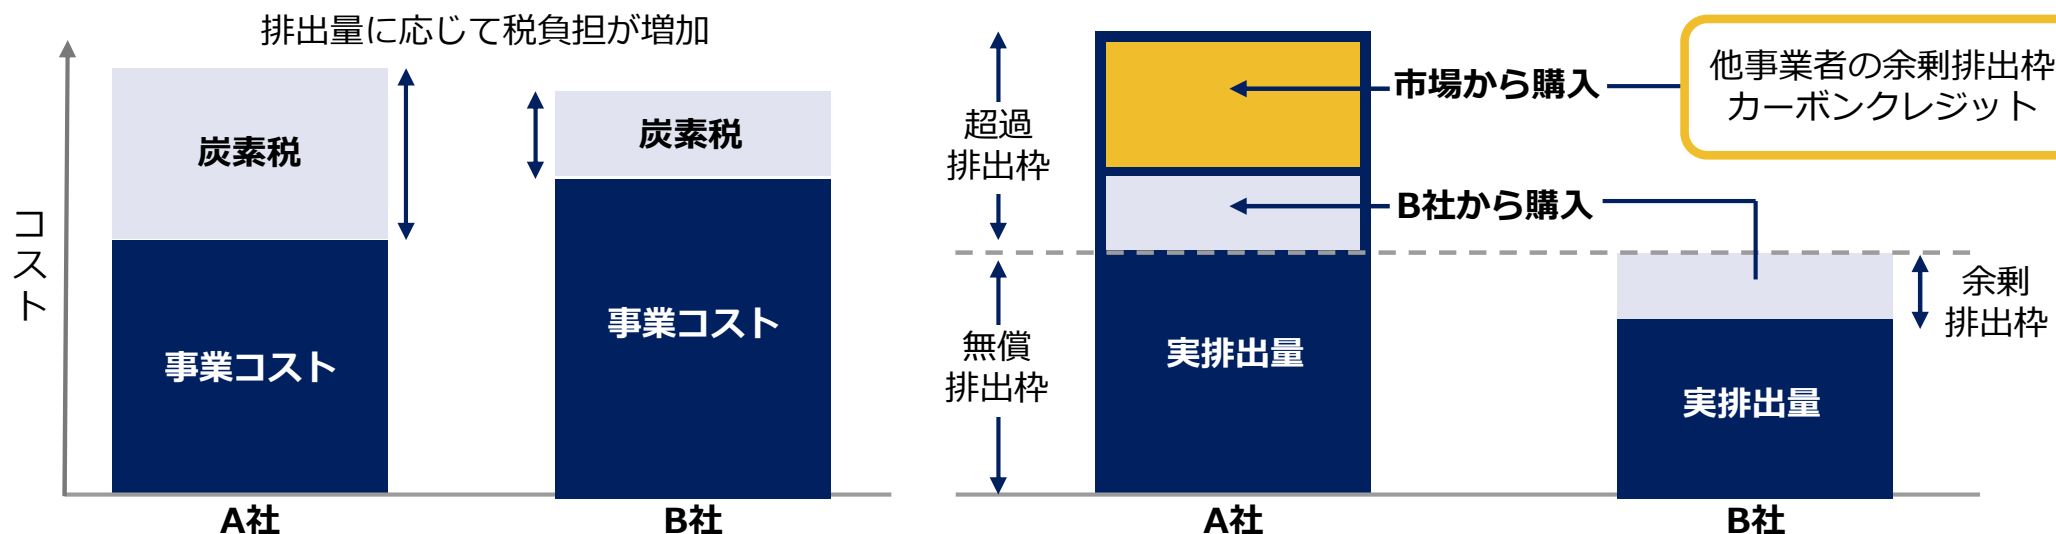 排出量に応じて税負担が増加
コスト
炭素税
事業コスト
A社
炭素税
事業コスト
B社
超過
排出枠
無償
排出枠
市場から購入
B社から購入
実排出量
A社
他事業者の余剰排出枠
カーボンクレジット
余剰
排出枠
実排出量
B社